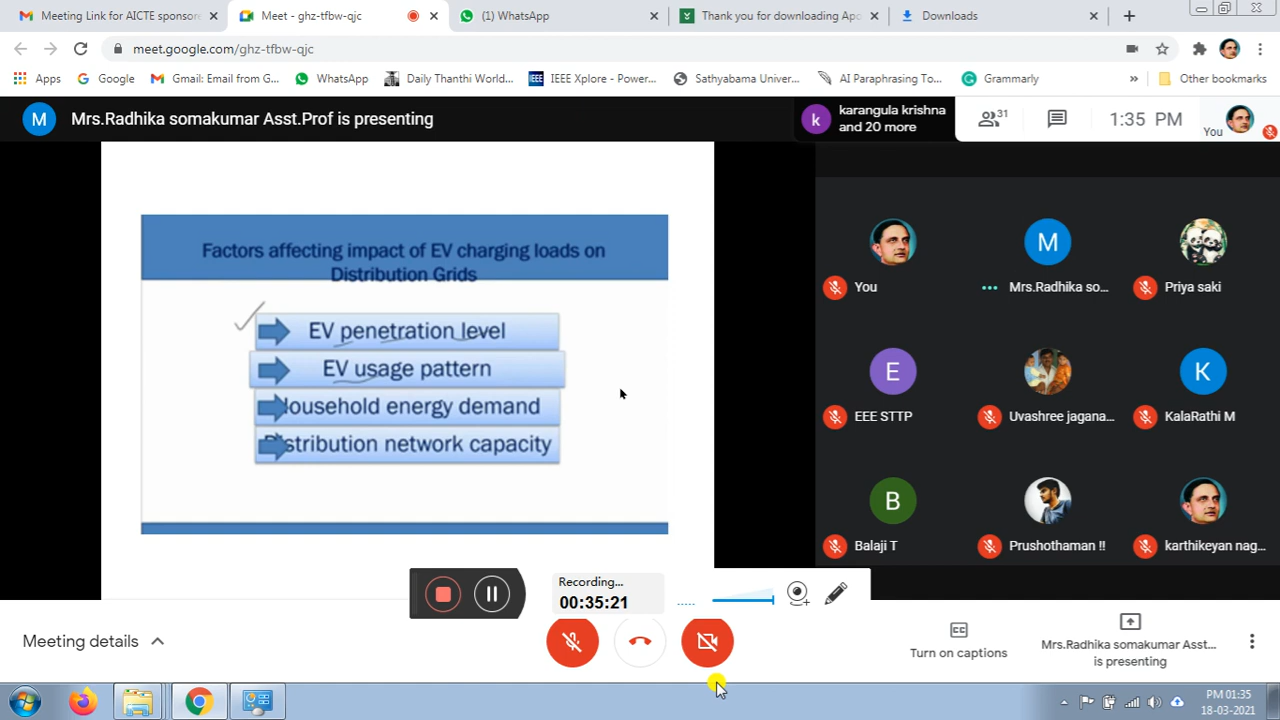 Meeting Link for AICTE sponsore
Meet - ghz-tfbw-qjc
(1) WhatsApp
Thank you for downloading Apo
Downloads
meet.google.com/ghz-tfbw-qjc
Apps
Google
Gmail: Email from G...
WhatsApp
Daily Thanthi World...
IEEE
IEEE Xplore - Power...
Sathyabama Univer...
AI Paraphrasing To...
Grammarly
»
Other bookmarks
M
Mrs.Radhika somakumar Asst.Prof is presenting
k
karangula krishna
and 20 more
31
1:35 PM
You
Factors affecting impact of EV charging loads on
Distribution Grids
EV penetration level
EV usage pattern
Household energy demand
Distribution network capacity
You
M
Mrs.Radhika so...
Priya saki
E
EEE STTP
Uvashree jagana...
K
KalaRathi M
B
Balaji T
Prushothaman !!
karthikeyan nag...
Recording...
00:35:21
Meeting details
Turn on captions
Mrs.Radhika somakumar Asst...
is presenting
PM 01:35
18-03-2021